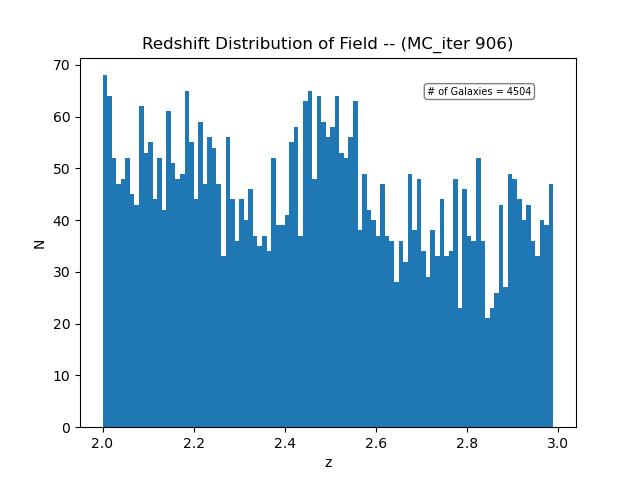 Redshift Distribution of Field -- (MC_iter 906)
# of Galaxies = 4504
N
70
60
50
40
30
20
10
0
2.0 2.2 2.4 2.6 2.8 3.0
z